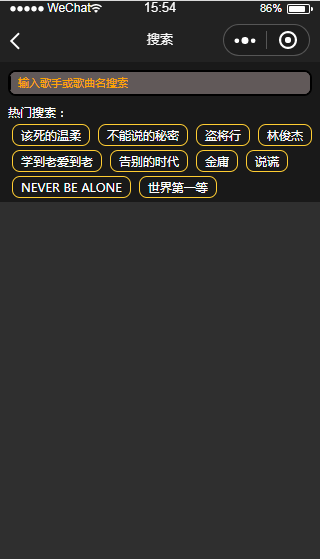 ●●●●● WeChat 15:54 86%
搜索
输入歌手或歌曲名搜索
热门搜索：
该死的温柔 不能说的秘密 盗将行 林俊杰
学到老爱到老 告别的时代 金庸 说谎
NEVER BE ALONE 世界第一等